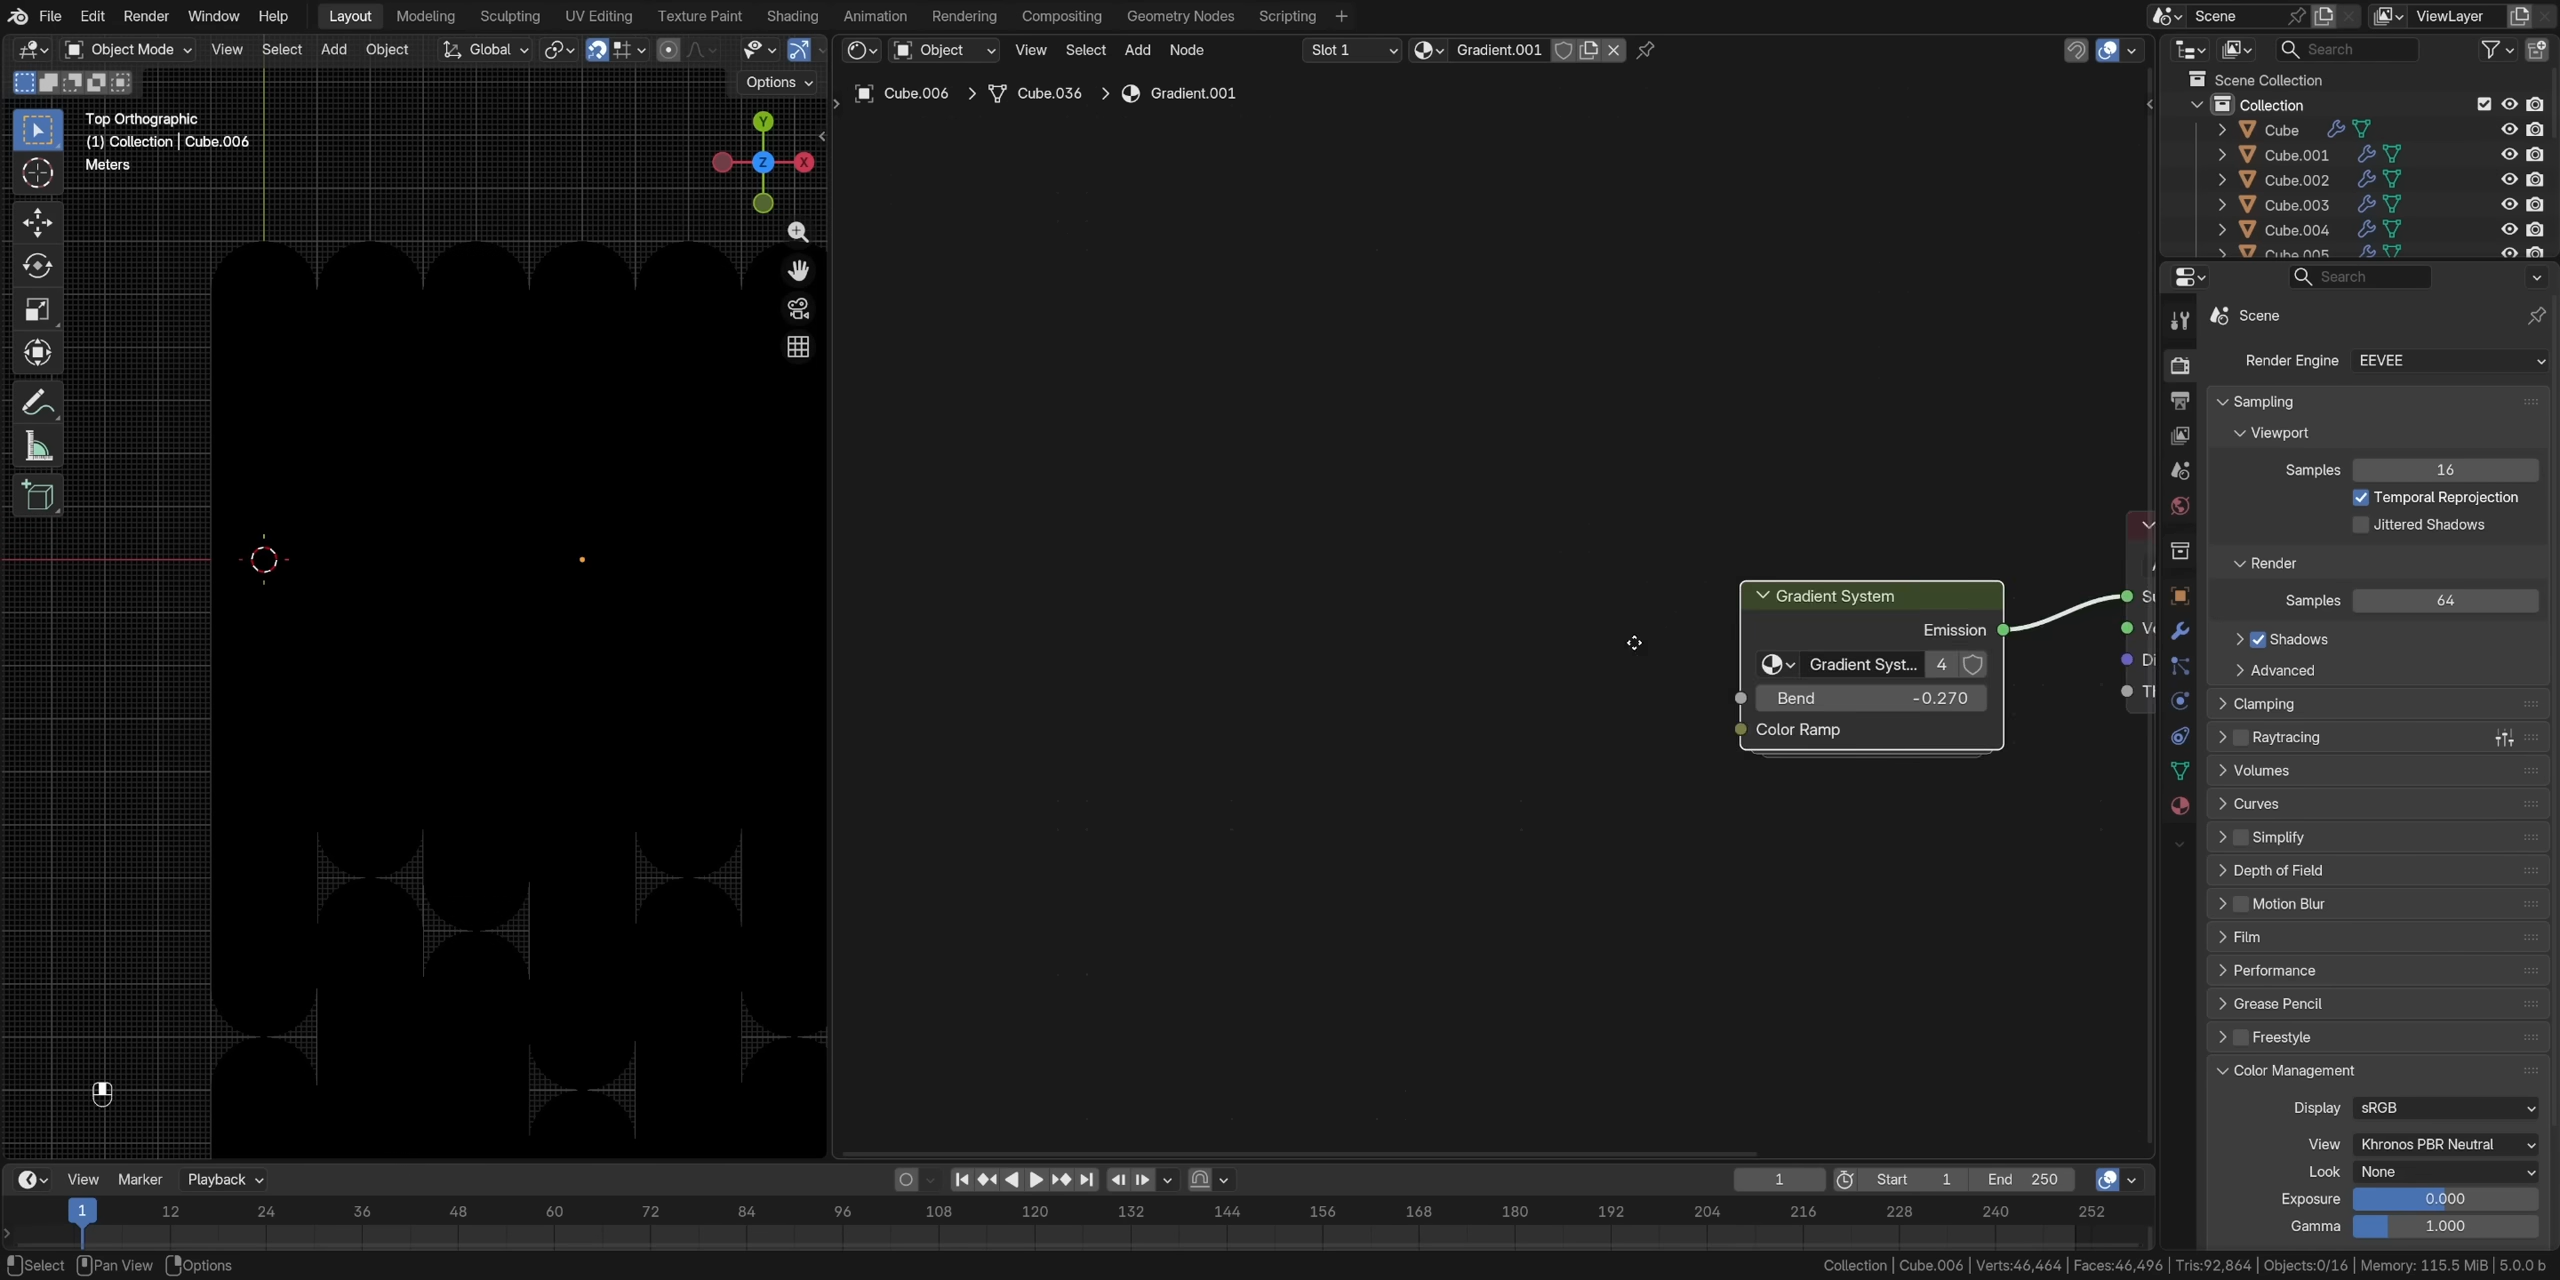 File Edit Render Window Help Layout Modeling Sculpting UV Editing Texture Paint Shading Animation Rendering Compositing Geometry Nodes Scripting + Scene ViewLayer
Object Mode View Select Add Object Global
Options
Top Orthographic
(1) Collection | Cube.006
Meters
Y
Z
X
Object View Select Add Node Slot 1 Gradient.001
Cube.006 > Cube.036 > Gradient.001
Gradient System
Emission
Gradient Syst... 4
Bend -0.270
Color Ramp
Search
Scene Collection
Collection
Cube
Cube.001
Cube.002
Cube.003
Cube.004
Cube.005
Search
Scene
Render Engine EEVEE
Sampling
Viewport
Samples 16
Temporal Reprojection
Jittered Shadows
Render
Samples 64
Shadows
Advanced
Clamping
Raytracing
Volumes
Curves
Simplify
Depth of Field
Motion Blur
Film
Performance
Grease Pencil
Freestyle
Color Management
Display sRGB
View Khronos PBR Neutral
Look None
Exposure 0.000
Gamma 1.000
View Marker Playback 1 Start 1 End 250
1 12 24 36 48 60 72 84 96 108 120 132 144 156 168 180 192 204 216 228 240 252
Select Pan View Options
Collection | Cube.006 | Verts:46,464 | Faces:46,496 | Tris:92,864 | Objects:0/16 | Memory: 115.5 MiB | 5.0.0 b